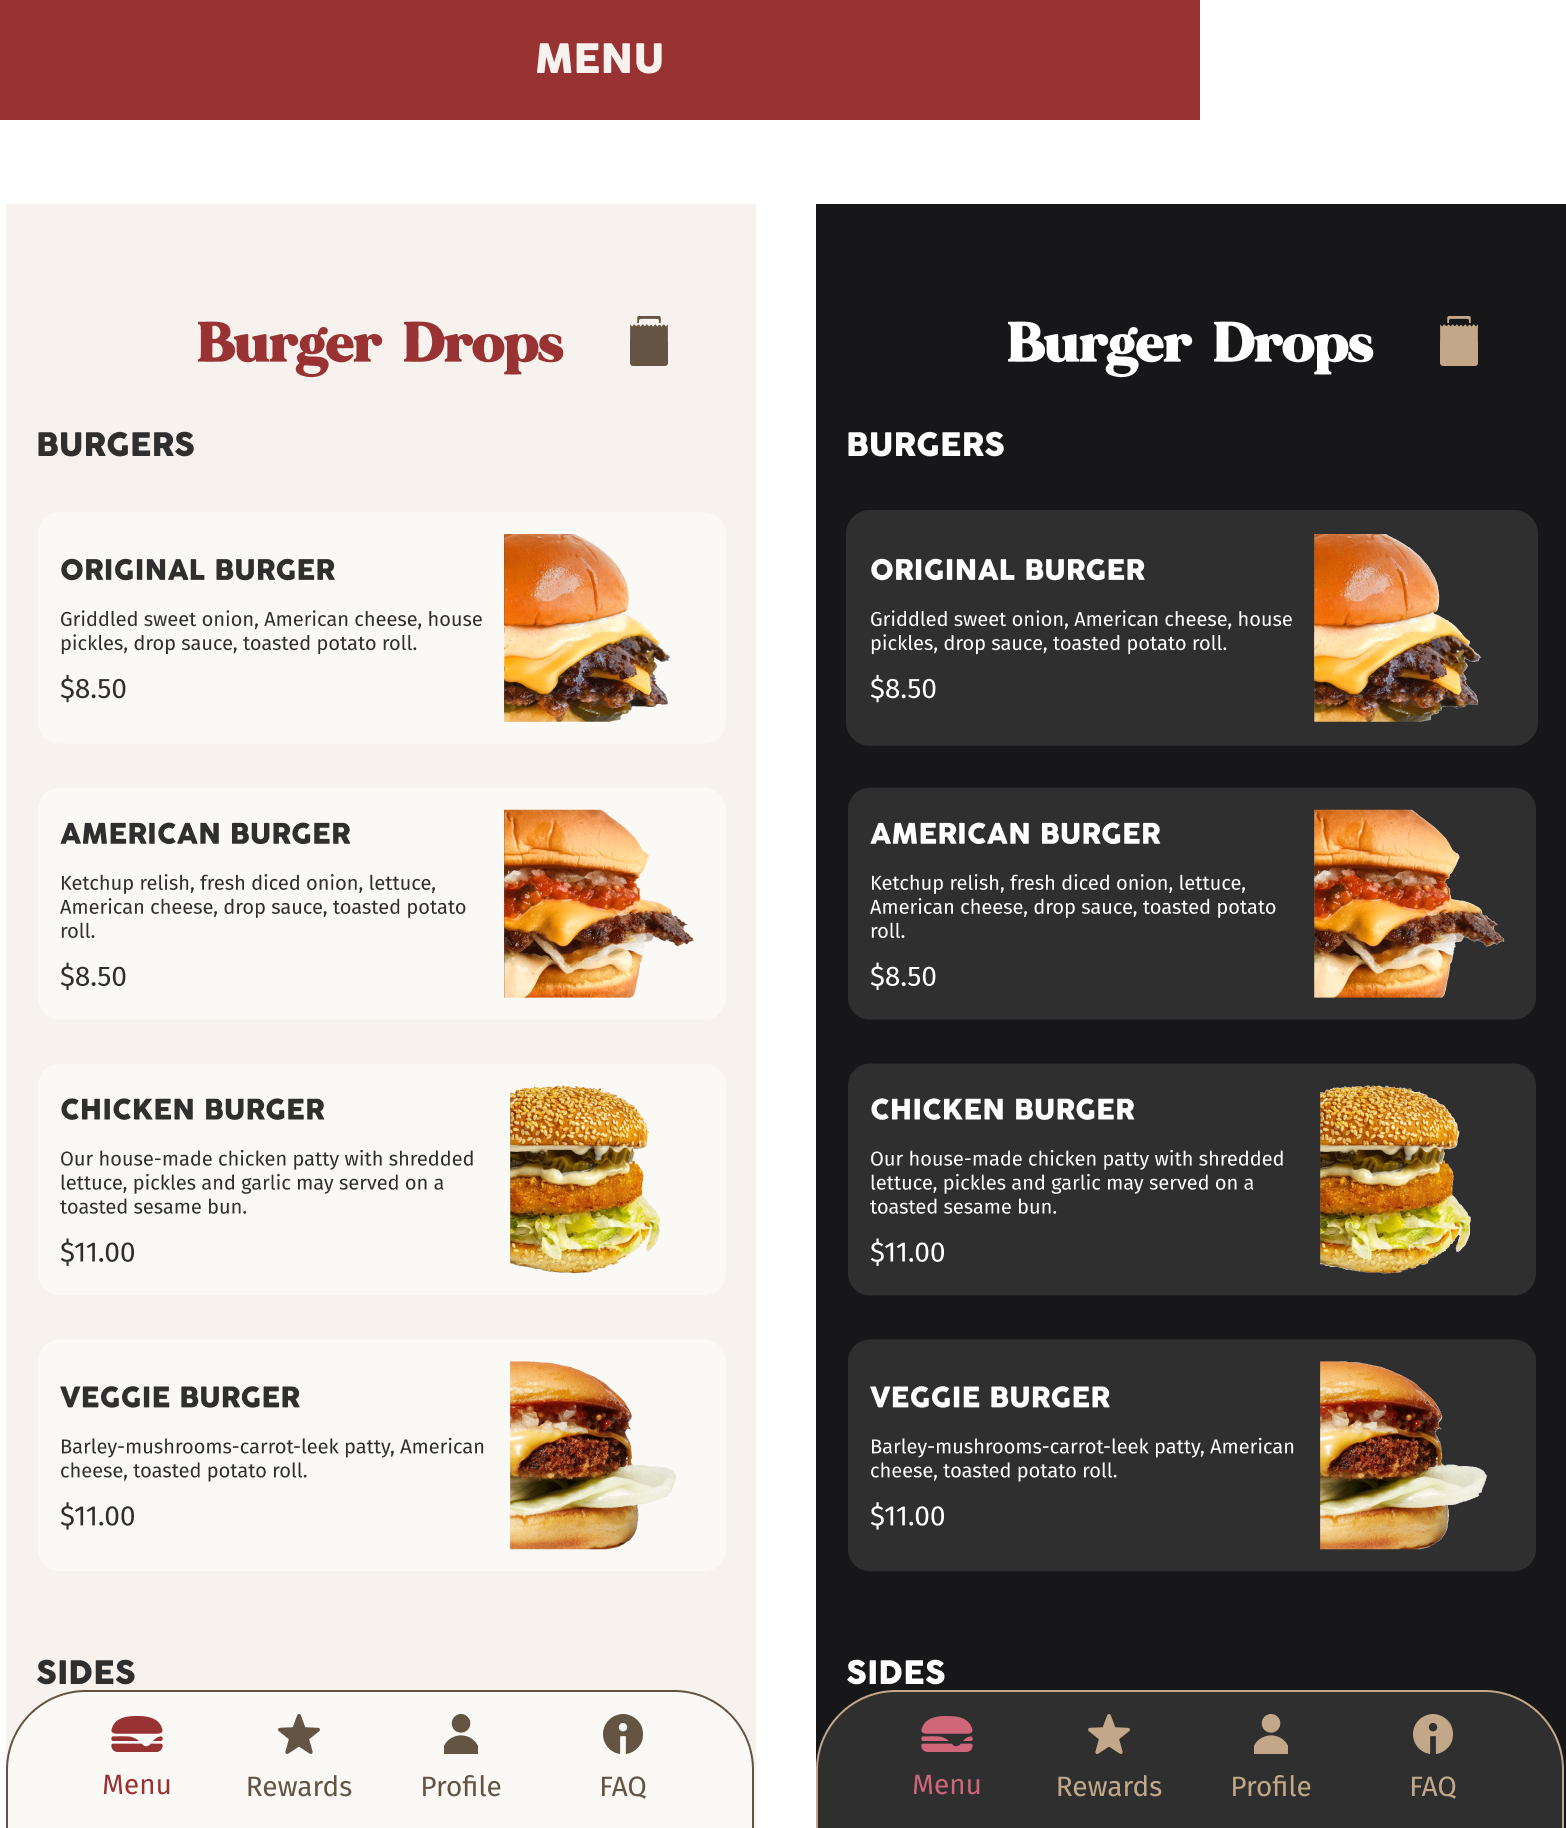 MENU
Burger Drops
BURGERS
ORIGINAL BURGER
Griddled sweet onion, American cheese, house
pickles, drop sauce, toasted potato roll.
$8.50
AMERICAN BURGER
Ketchup relish, fresh diced onion, lettuce,
American cheese, drop sauce, toasted potato
roll.
$8.50
CHICKEN BURGER
Our house-made chicken patty with shredded
lettuce, pickles and garlic may served on a
toasted sesame bun.
$11.00
VEGGIE BURGER
Barley-mushrooms-carrot-leek patty, American
cheese, toasted potato roll.
$11.00
SIDES
Menu
Rewards
Profile
FAQ
Burger Drops
BURGERS
ORIGINAL BURGER
Griddled sweet onion, American cheese, house
pickles, drop sauce, toasted potato roll.
$8.50
AMERICAN BURGER
Ketchup relish, fresh diced onion, lettuce,
American cheese, drop sauce, toasted potato
roll.
$8.50
CHICKEN BURGER
Our house-made chicken patty with shredded
lettuce, pickles and garlic may served on a
toasted sesame bun.
$11.00
VEGGIE BURGER
Barley-mushrooms-carrot-leek patty, American
cheese, toasted potato roll.
$11.00
SIDES
Menu
Rewards
Profile
FAQ